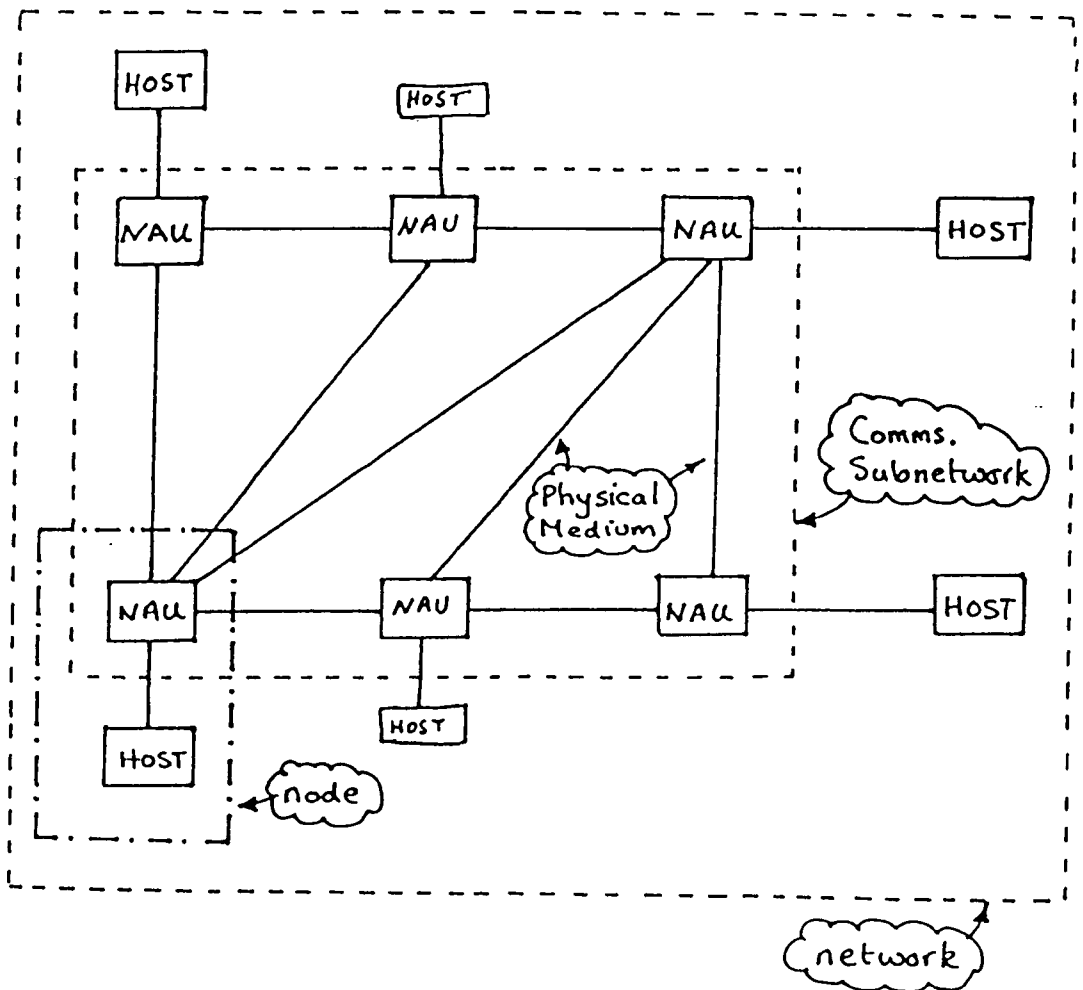 HOST
HOST
NAU
NAU
NAU
HOST
Comms.
Subnetwork
Physical
Medium
NAU
NAU
NAU
HOST
HOST
HOST
node
network